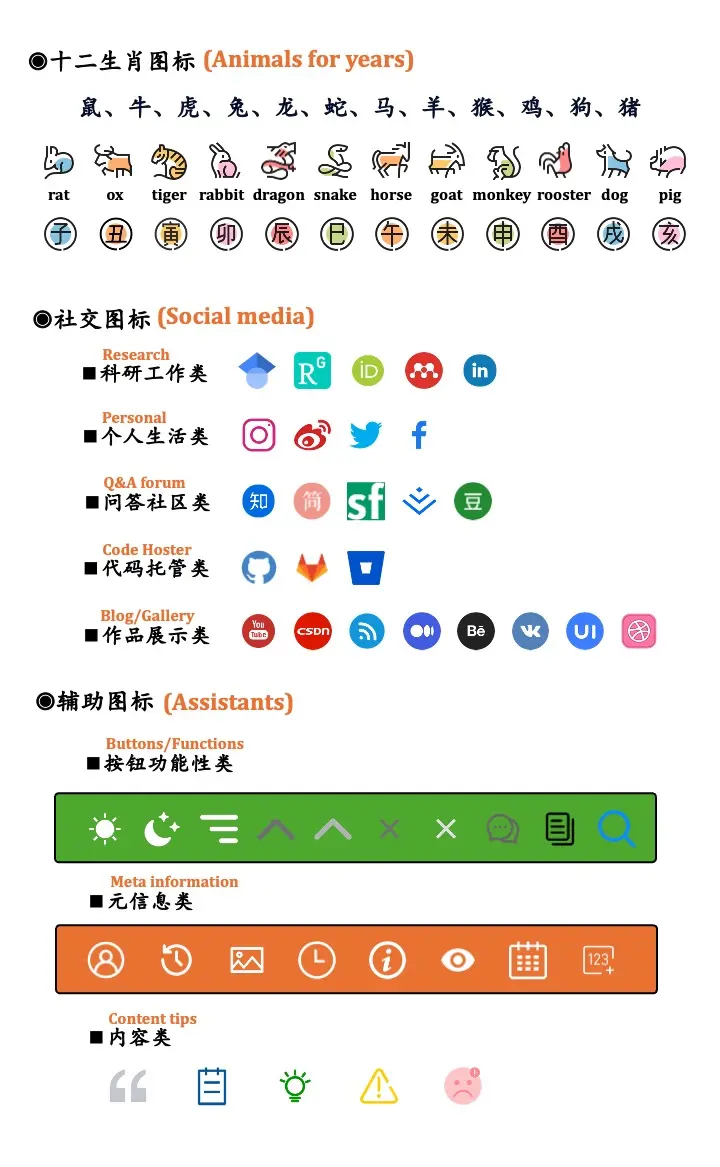 ◉十二生肖图标 (Animals for years)
鼠、牛、虎、兔、龙、蛇、马、羊、猴、鸡、狗、猪
rat ox tiger rabbit dragon snake horse goat monkey rooster dog pig
子 丑 寅 卯 辰 巳 午 未 申 酉 戌 亥
◉社交图标 (Social media)
Research
■科研工作类
RG iD in
Personal
■个人生活类
f
Q&A forum
■问答社区类
知 简 sf 豆
Code Hoster
■代码托管类
Blog/Gallery
■作品展示类
You
Tube CSDN Bē VK UI
◉辅助图标 (Assistants)
Buttons/Functions
■按钮功能性类
Meta information
■元信息类
i 123+
Content tips
■内容类